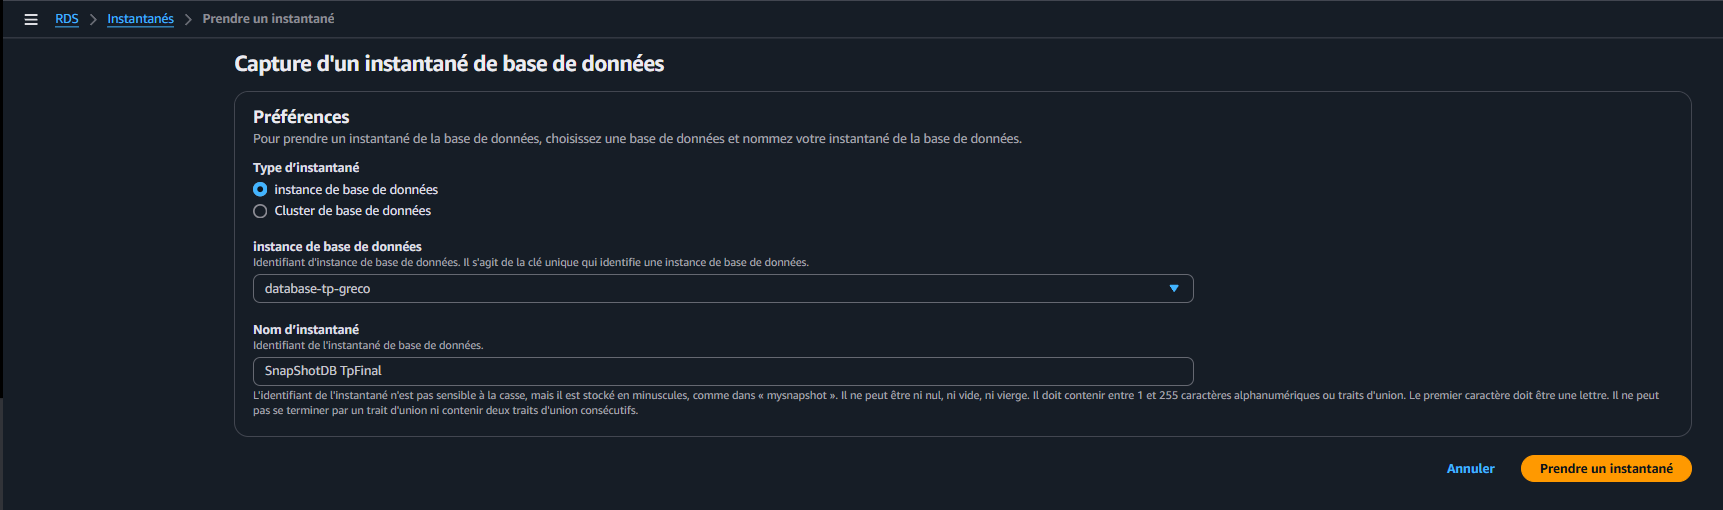 RDS > Instantanés > Prendre un instantané
Capture d'un instantané de base de données
Préférences
Pour prendre un instantané de la base de données, choisissez une base de données et nommez votre instantané de la base de données.
Type d’instantané
instance de base de données
Cluster de base de données
instance de base de données
Identifiant d'instance de base de données. Il s'agit de la clé unique qui identifie une instance de base de données.
database-tp-greco
Nom d’instantané
Identifiant de l'instantané de base de données.
SnapShotDB TpFinal
L'identifiant de l'instantané n'est pas sensible à la casse, mais il est stocké en minuscules, comme dans « mysnapshot ». Il ne peut être ni nul, ni vide, ni vierge. Il doit contenir entre 1 et 255 caractères alphanumériques ou traits d'union. Le premier caractère doit être une lettre. Il ne peut
pas se terminer par un trait d'union ni contenir deux traits d'union consécutifs.
Annuler
Prendre un instantané